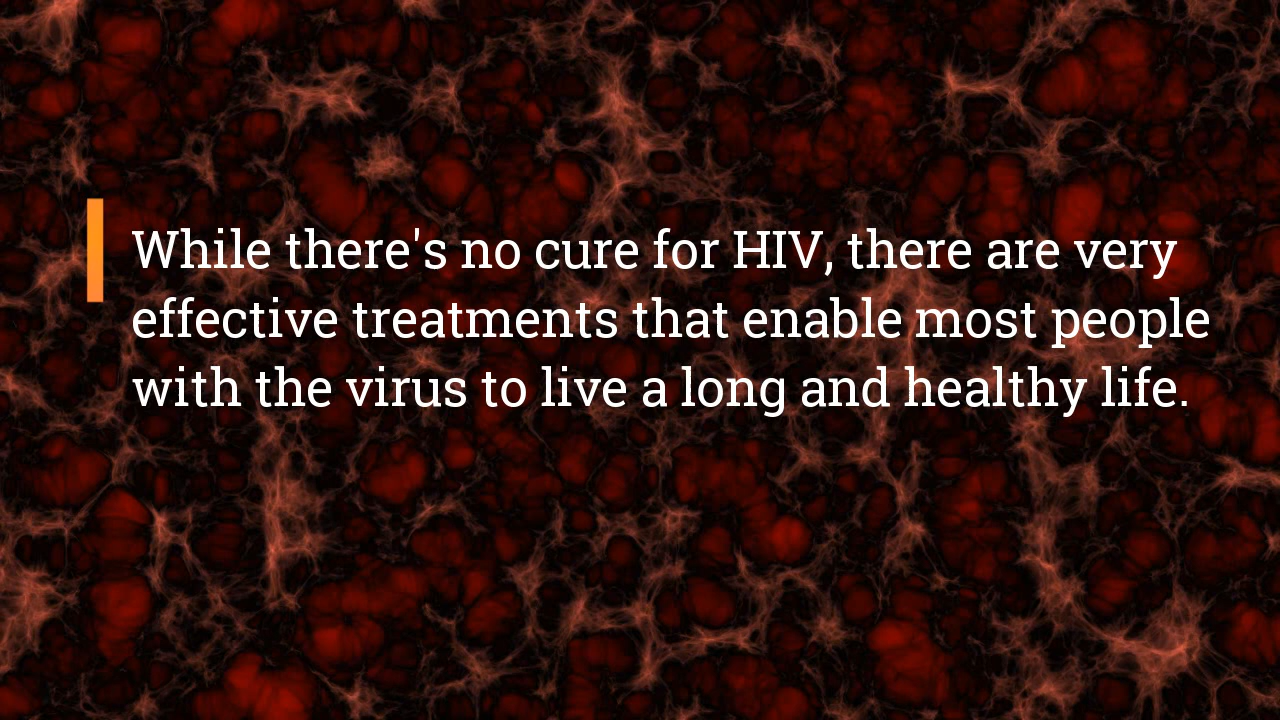 While there's no cure for HIV, there are very
effective treatments that enable most people
with the virus to live a long and healthy life.